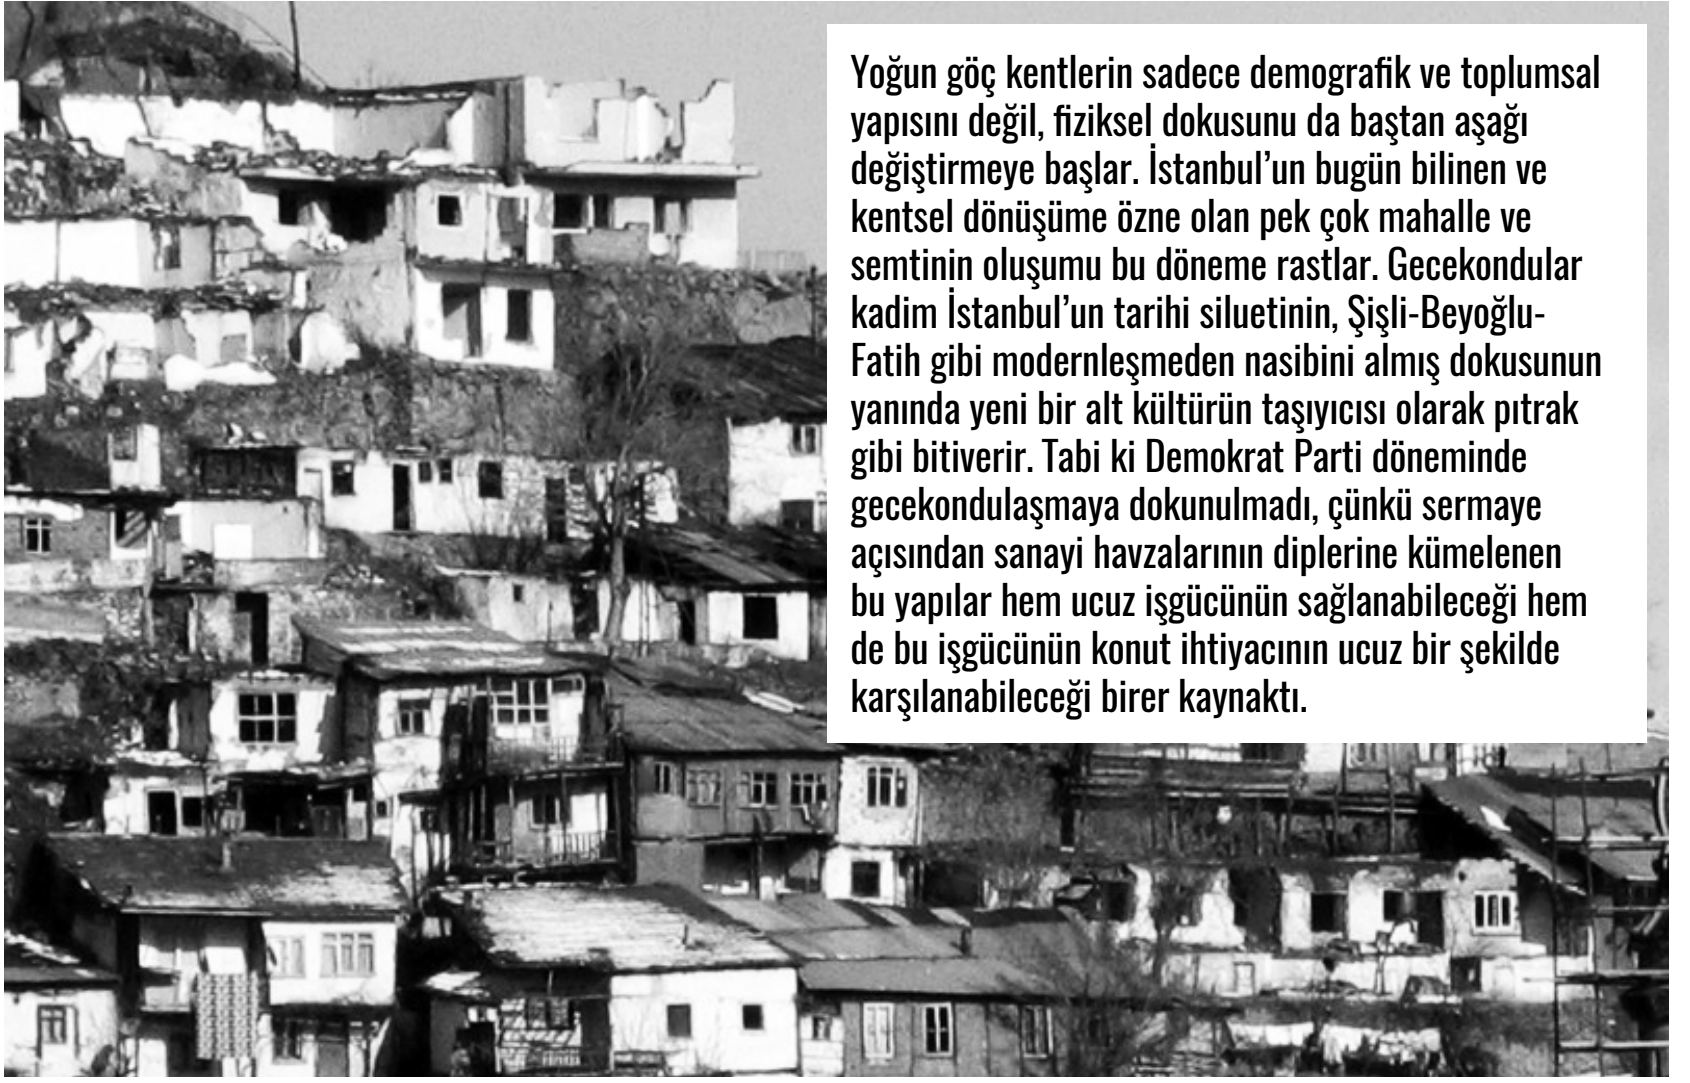 Yoğun göç kentlerin sadece demografik ve toplumsal
yapısını değil, fiziksel dokusunu da baştan aşağı
değiştirmeye başlar. İstanbul’un bugün bilinen ve
kentsel dönüşüme özne olan pek çok mahalle ve
semtinin oluşumu bu döneme rastlar. Gecekondular
kadim İstanbul’un tarihi siluetinin, Şişli-Beyoğlu-
Fatih gibi modernleşmeden nasibini almış dokusunun
yanında yeni bir alt kültürün taşıyıcısı olarak pıtrak
gibi bitiverir. Tabi ki Demokrat Parti döneminde
gecekondulaşmaya dokunulmadı, çünkü sermaye
açısından sanayi havzalarının diplerine kümelenen
bu yapılar hem ucuz işgücünün sağlanabileceği hem
de bu işgücünün konut ihtiyacının ucuz bir şekilde
karşılanabileceği birer kaynaktı.